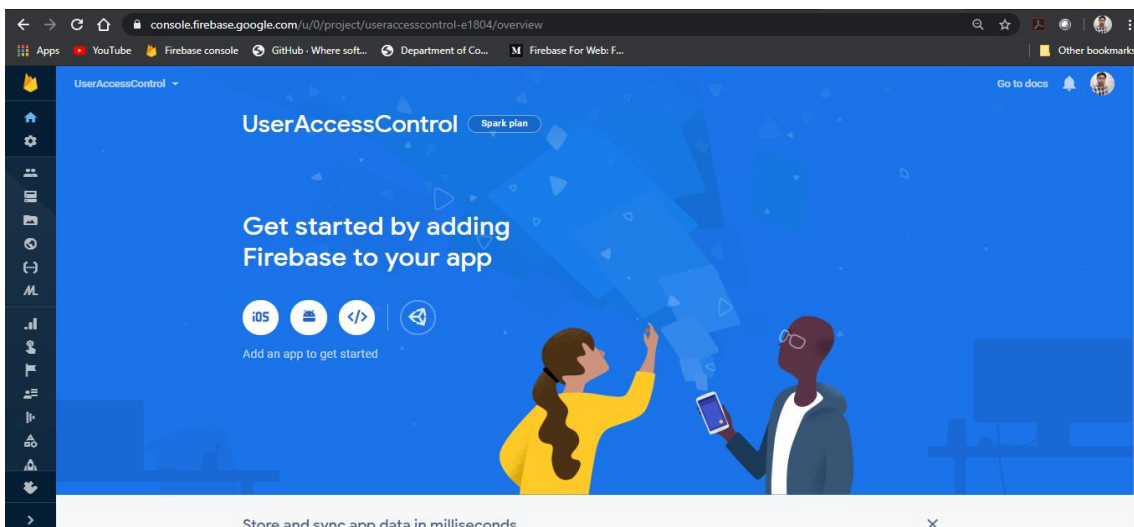 console.firebase.google.com/u/0/project/useraccesscontrol-e1804/overview
Apps YouTube Firebase console GitHub · Where soft... Department of Co... M Firebase For Web: F... Other bookmarks
UserAccessControl Go to docs
UserAccessControl Spark plan
Get started by adding
Firebase to your app
iOS </>
Add an app to get started
Store and sync app data in milliseconds